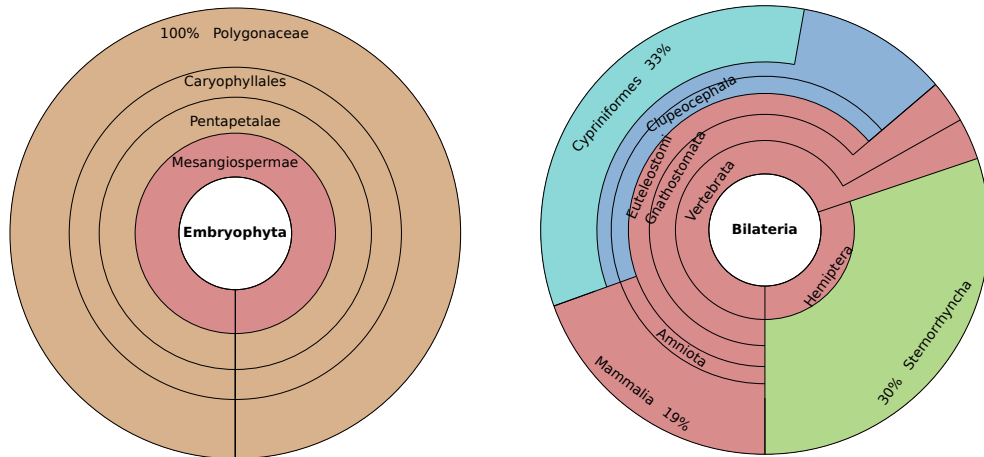 100% Polygonaceae
Caryophyllales
Pentapetalae
Mesangiospermae
Embryophyta
Cypriniformes 33%
Clupeocephala
Euteleostomi
Gnathostomata
Vertebrata
Bilateria
Hemiptera
30% Sternorrhyncha
Amniota
Mammalia 19%